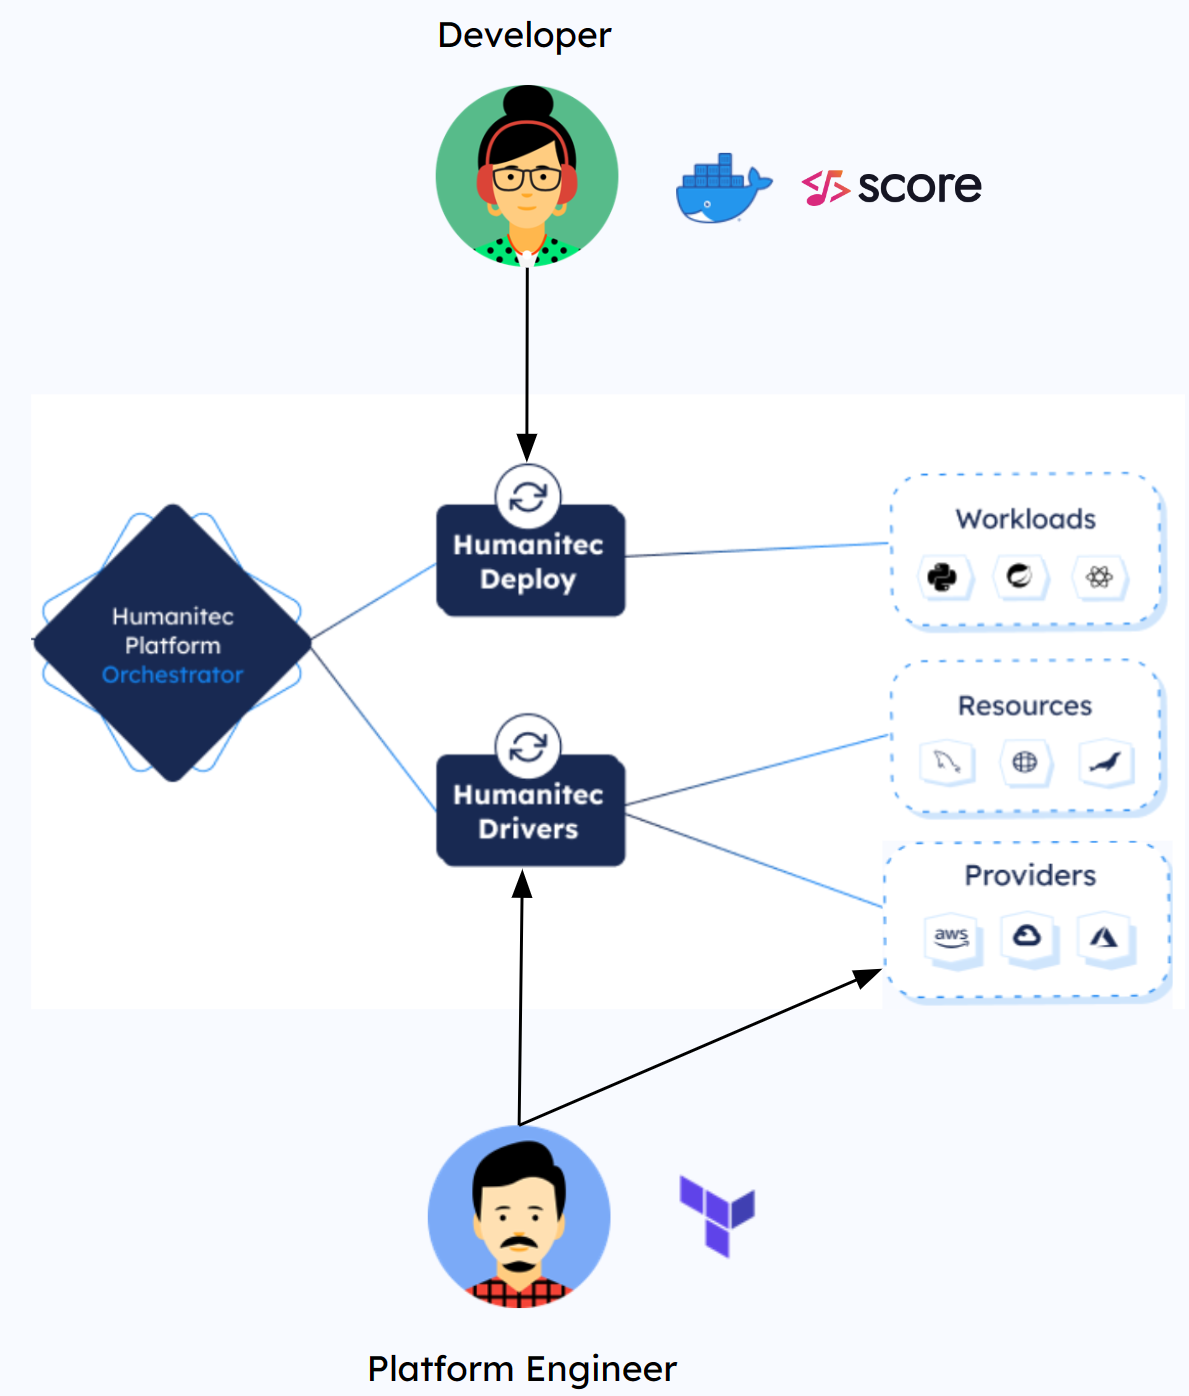 Developer
score
Humanitec
Deploy
Workloads
Humanitec
Platform
Orchestrator
Resources
Humanitec
Drivers
Providers
aws
Platform Engineer